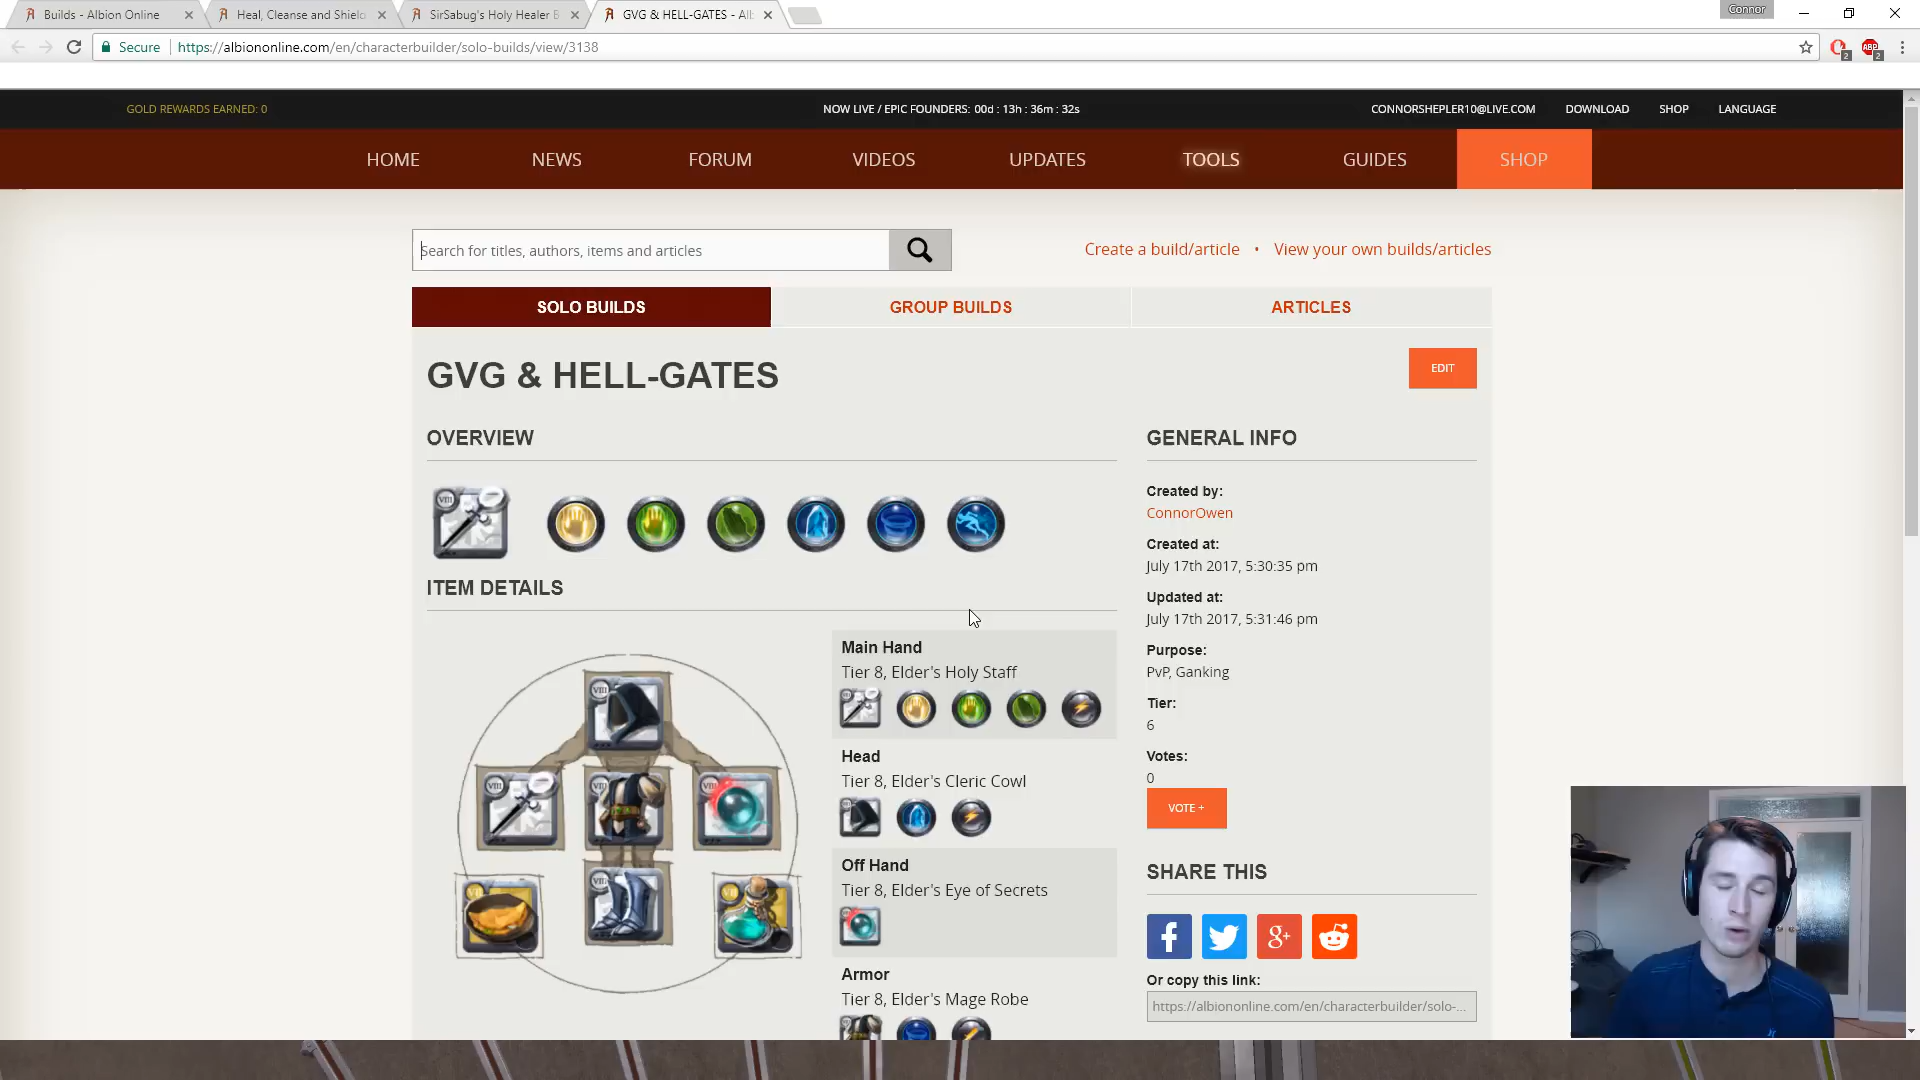 Builds - Albion Online
Heal, Cleanse and Shield
SirSabug's Holy Healer B
GVG & HELL-GATES - Alb
Connor
Secure
https://albiononline.com/en/characterbuilder/solo-builds/view/3138
2
ABP
2
GOLD REWARDS EARNED: 0
NOW LIVE / EPIC FOUNDERS: 00d : 13h : 36m : 32s
CONNORSHEPLER10@LIVE.COM
DOWNLOAD
SHOP
LANGUAGE
HOME
NEWS
FORUM
VIDEOS
UPDATES
TOOLS
GUIDES
SHOP
Search for titles, authors, items and articles
Create a build/article • View your own builds/articles
SOLO BUILDS
GROUP BUILDS
ARTICLES
GVG & HELL-GATES
EDIT
OVERVIEW
ITEM DETAILS
Main Hand
Tier 8, Elder's Holy Staff
Head
Tier 8, Elder's Cleric Cowl
Off Hand
Tier 8, Elder's Eye of Secrets
Armor
Tier 8, Elder's Mage Robe
GENERAL INFO
Created by:
ConnorOwen
Created at:
July 17th 2017, 5:30:35 pm
Updated at:
July 17th 2017, 5:31:46 pm
Purpose:
PvP, Ganking
Tier:
6
Votes:
0
VOTE +
SHARE THIS
Or copy this link:
https://albiononline.com/en/characterbuilder/solo-...